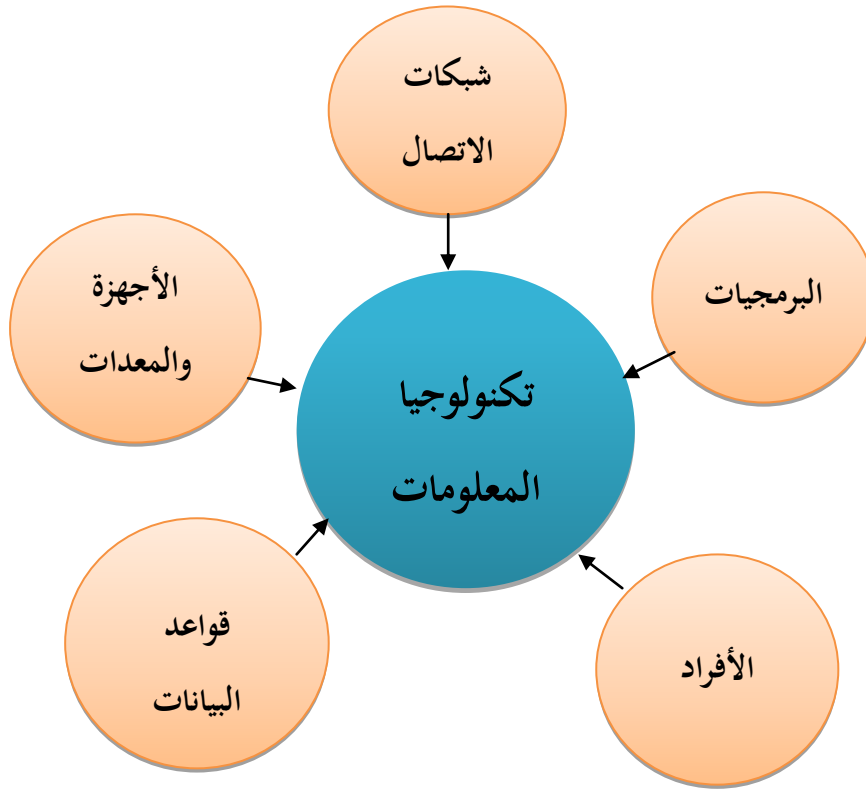 شبكات
الاتصال
البرمجيات
الأجهزة
والمعدات
تكنولوجيا
المعلومات
قواعد
البيانات
الأفراد